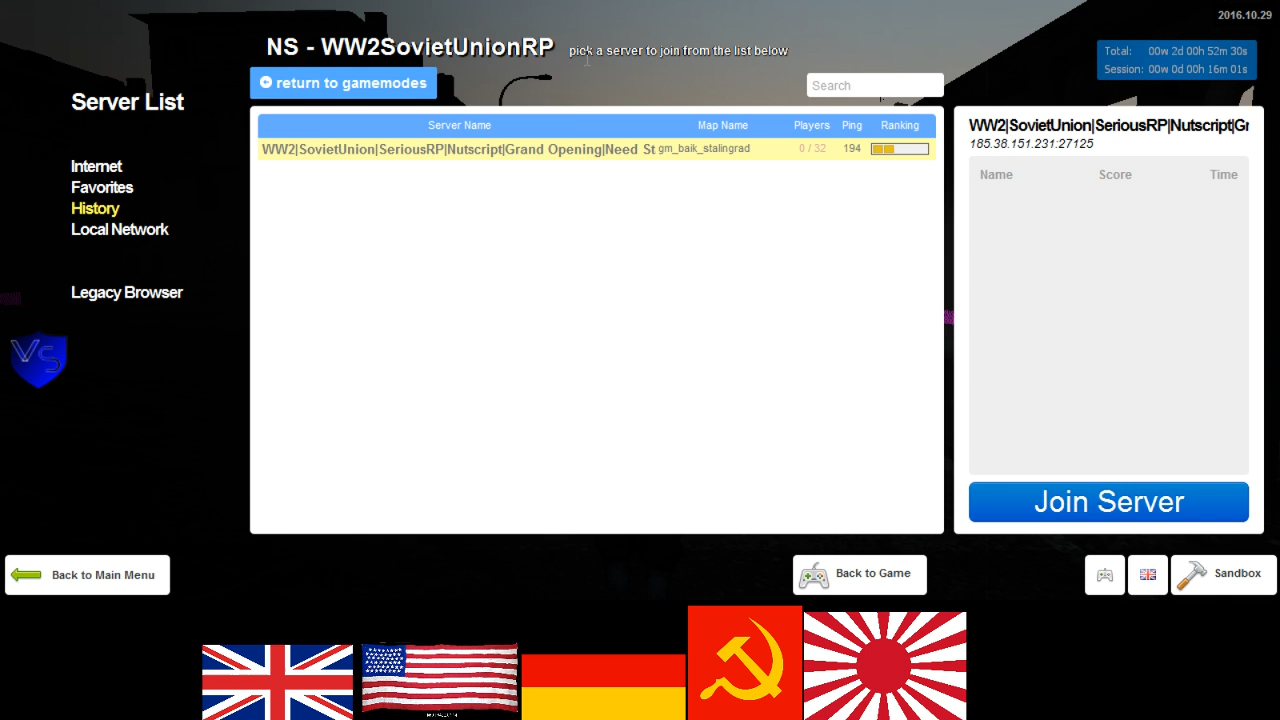 2016.10.29
NS - WW2SovietUnionRP pick a server to join from the list below
Total: 00w 2d 00h 52m 30s
Session: 00w 0d 00h 16m 01s
return to gamemodes
Search
Server List
Internet
Favorites
History
Local Network
Legacy Browser
VS
Server Name Map Name Players Ping Ranking
WW2|SovietUnion|SeriousRP|Nutscript|Grand Opening|Need St gm_baik_stalingrad 0 / 32 194
WW2|SovietUnion|SeriousRP|Nutscript|Gr
185.38.151.231:27125
Name Score Time
Join Server
Back to Main Menu
Back to Game
Sandbox